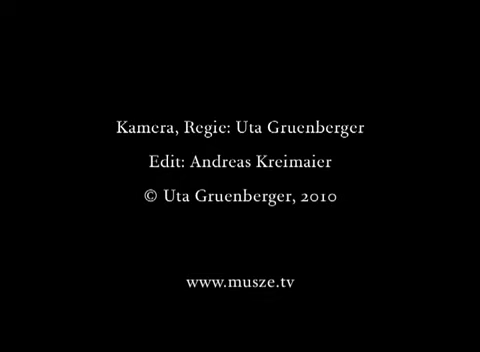 Kamera, Regie: Uta Gruenberger
Edit: Andreas Kreimaier
© Uta Gruenberger, 2010
www.musze.tv